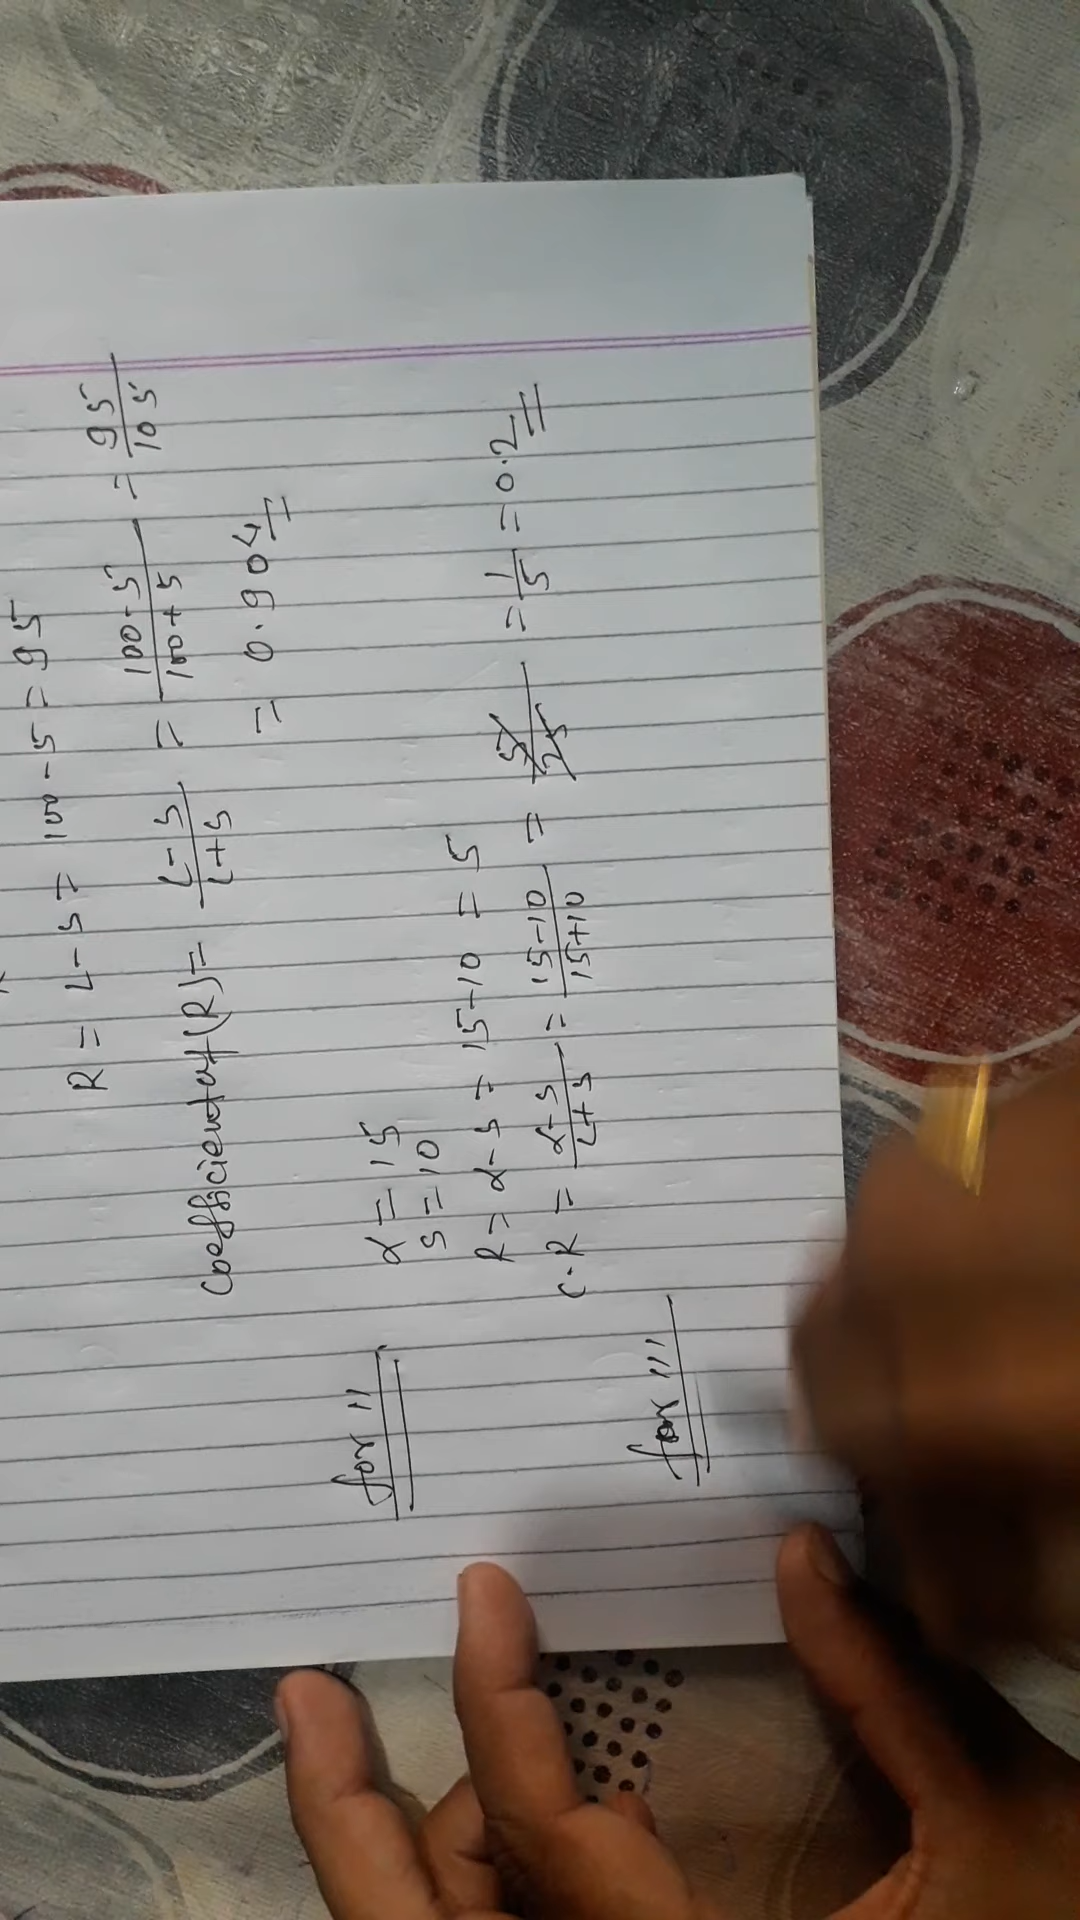 R = L - S = 100 - 5 = 95
Coefficient of (R) = L-S/L+S = 100-5/100+5 = 95/105
= 0.904
for II
L = 15
S = 10
R = L-S = 15-10 = 5
C.R = L-S/L+S = 15-10/15+10 = 5/25 = 1/5 = 0.2
for III